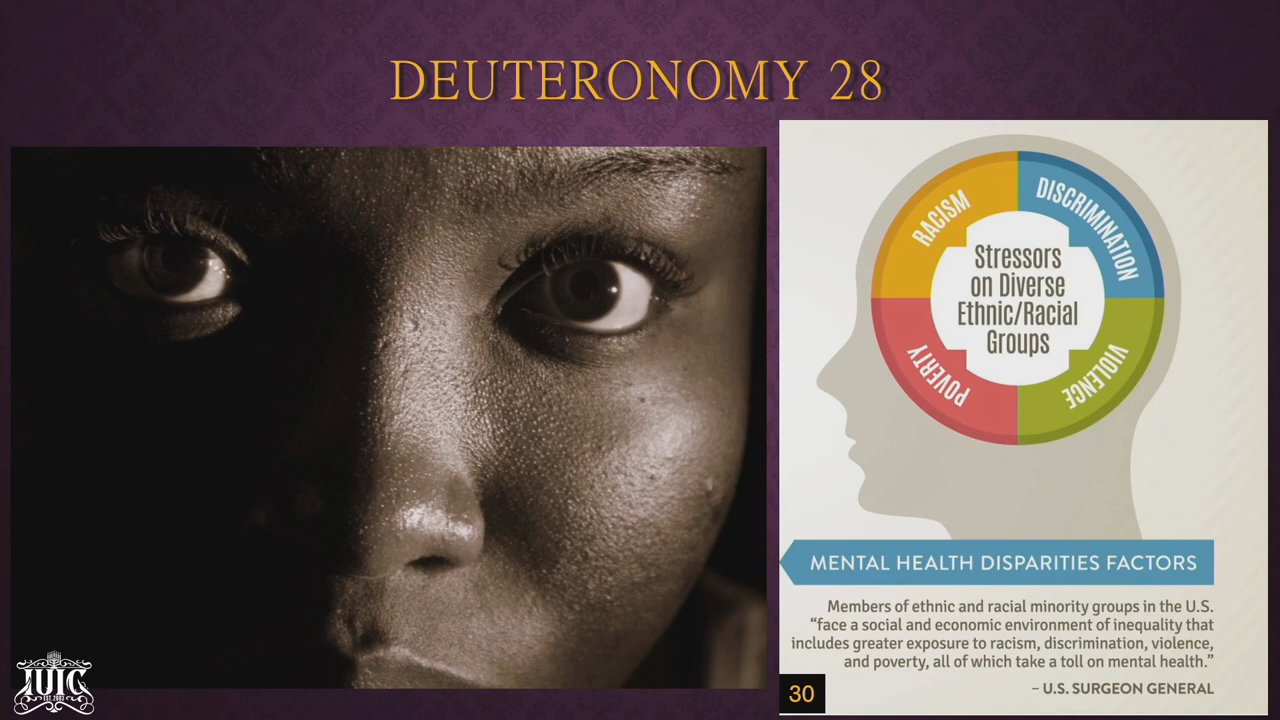 DEUTERONOMY 28
RACISM
DISCRIMINATION
Stressors
on Diverse
Ethnic/Racial
Groups
POVERTY
VIOLENCE
MENTAL HEALTH DISPARITIES FACTORS
Members of ethnic and racial minority groups in the U.S.
“face a social and economic environment of inequality that
includes greater exposure to racism, discrimination, violence,
and poverty, all of which take a toll on mental health.”
– U.S. SURGEON GENERAL
30
IUIC
EST. 2003